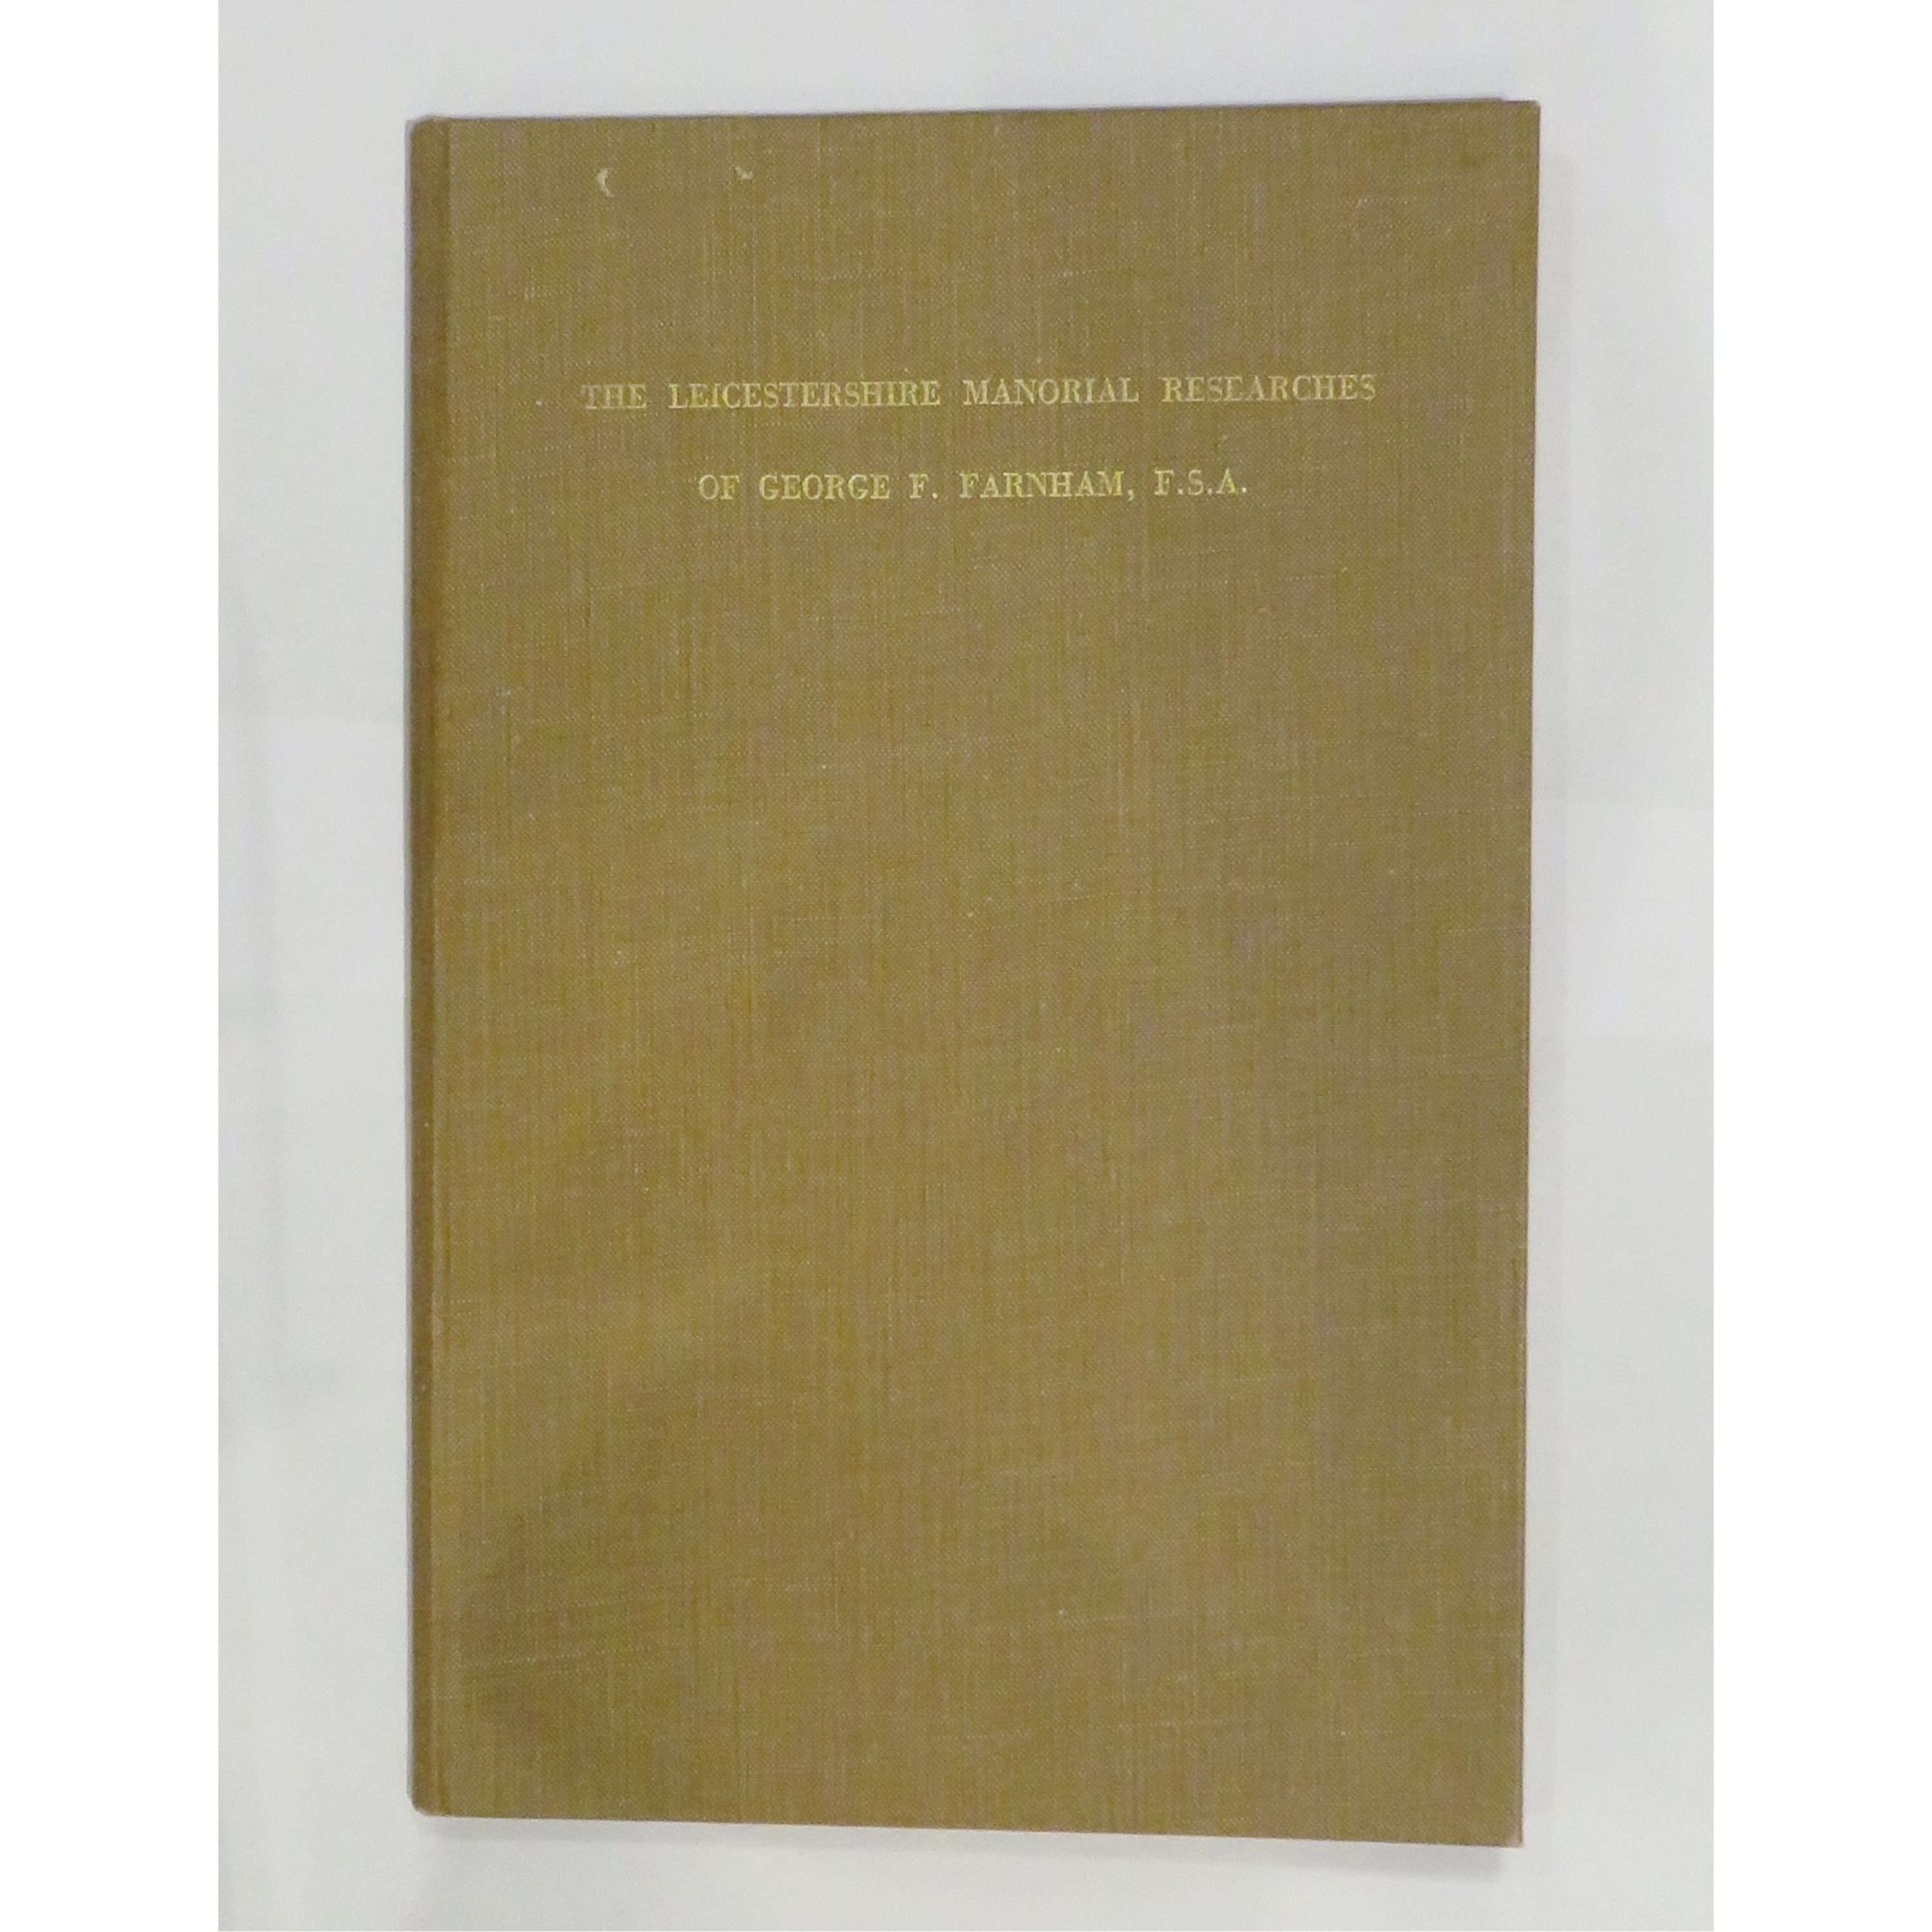 THE LEICESTERSHIRE MANORIAL RESEARCHES
OF GEORGE F. FARNHAM, F.S.A.